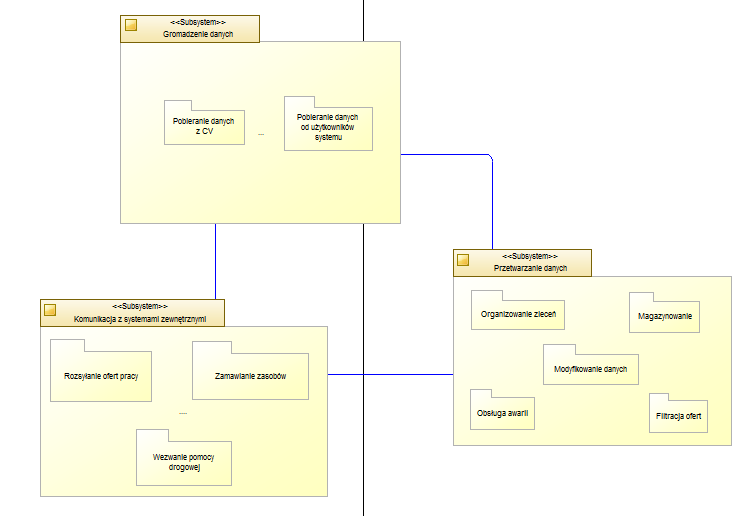 <<Subsystem>>
Gromadzenie danych
Pobieranie danych
z CV
Pobieranie danych
od użytkowników
systemu
<<Subsystem>>
Przetwarzanie danych
Organizowanie zleceń
Magazynowanie
Modyfikowanie danych
Obsługa awarii
Filtracja ofert
<<Subsystem>>
Komunikacja z systemami zewnętrznymi
Rozsyłanie ofert pracy
Zamawianie zasobów
Wezwanie pomocy
drogowej